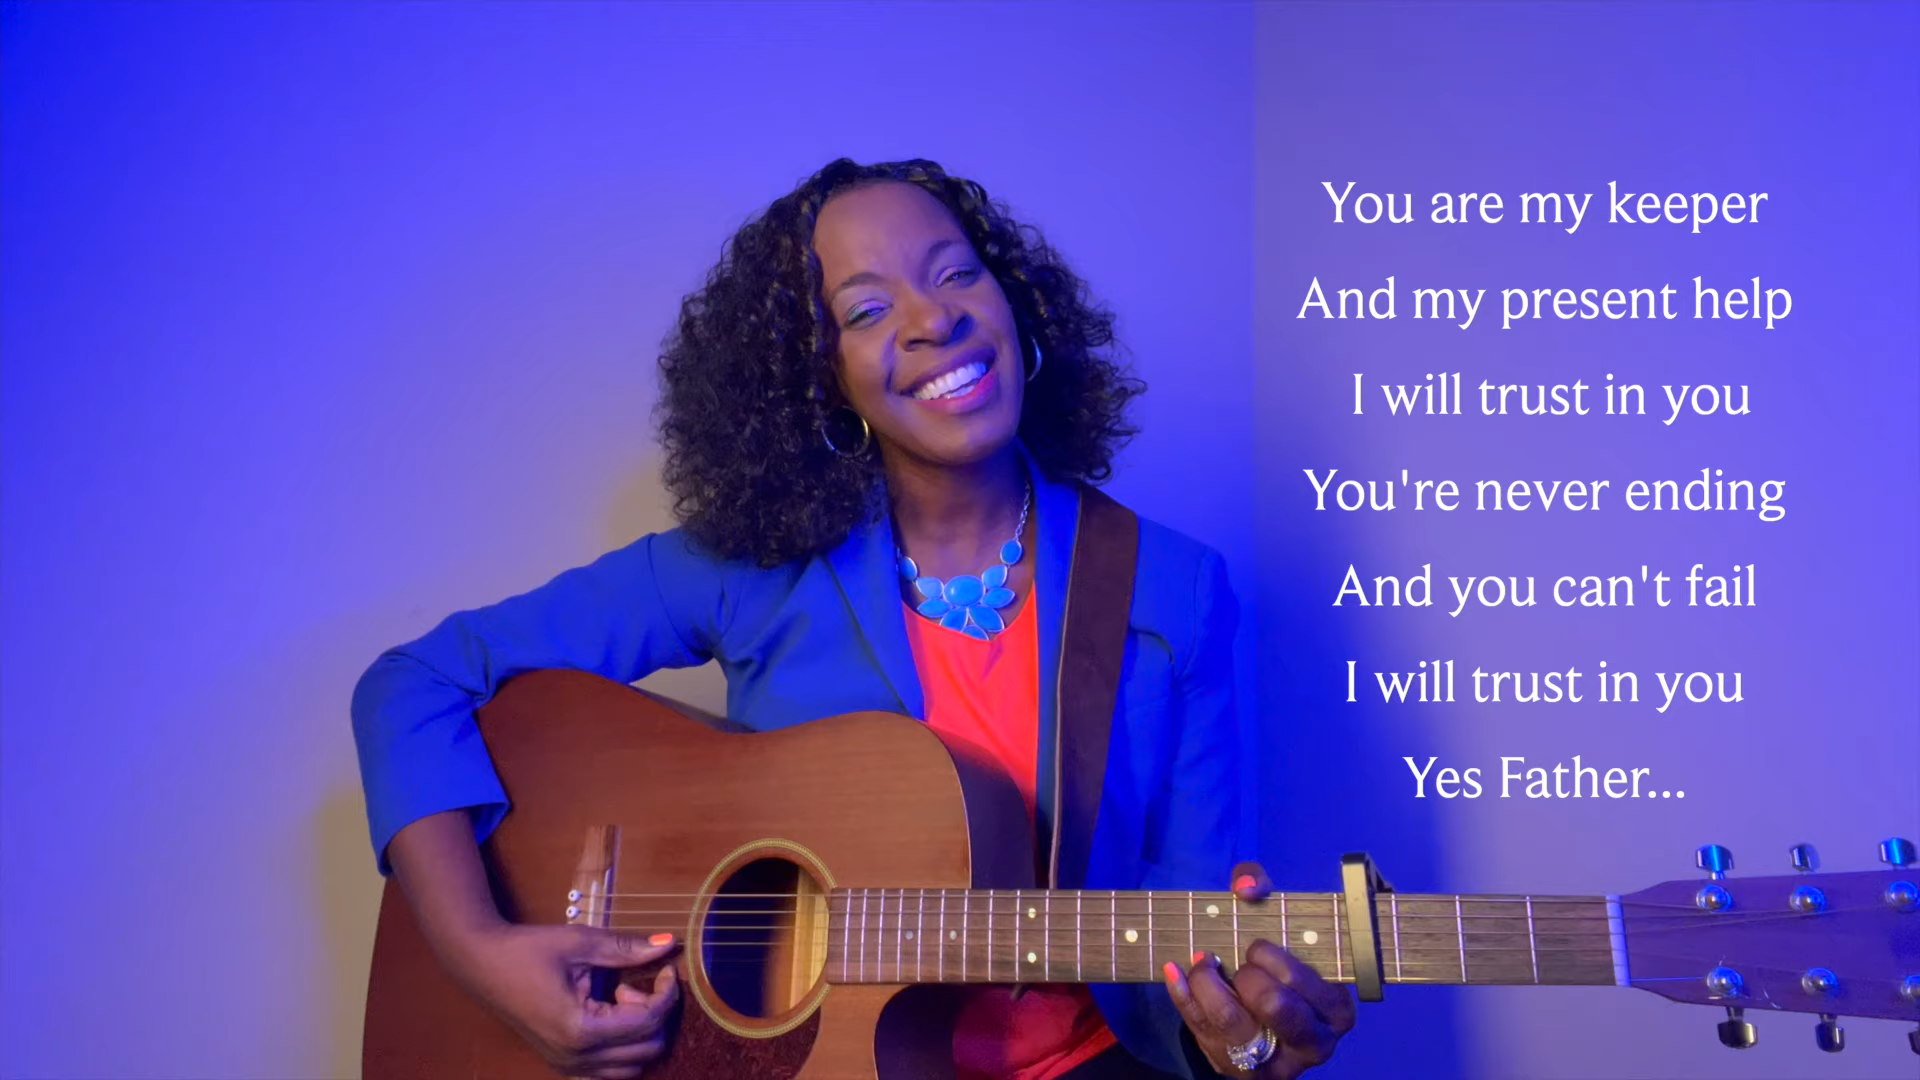 You are my keeper
And my present help
I will trust in you
You're never ending
And you can't fail
I will trust in you
Yes Father...